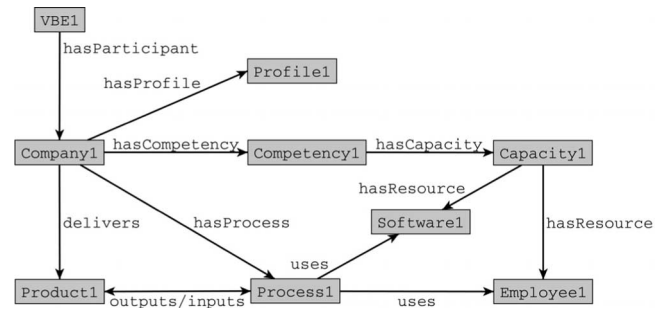 VBE1
hasParticipant
Profile1
hasProfile
hasCompetency
hasCapacity
Company1
Competency1
Capacity1
hasResource
delivers
hasProcess
Software1
hasResource
uses
Product1
outputs/inputs
Process1
uses
Employee1